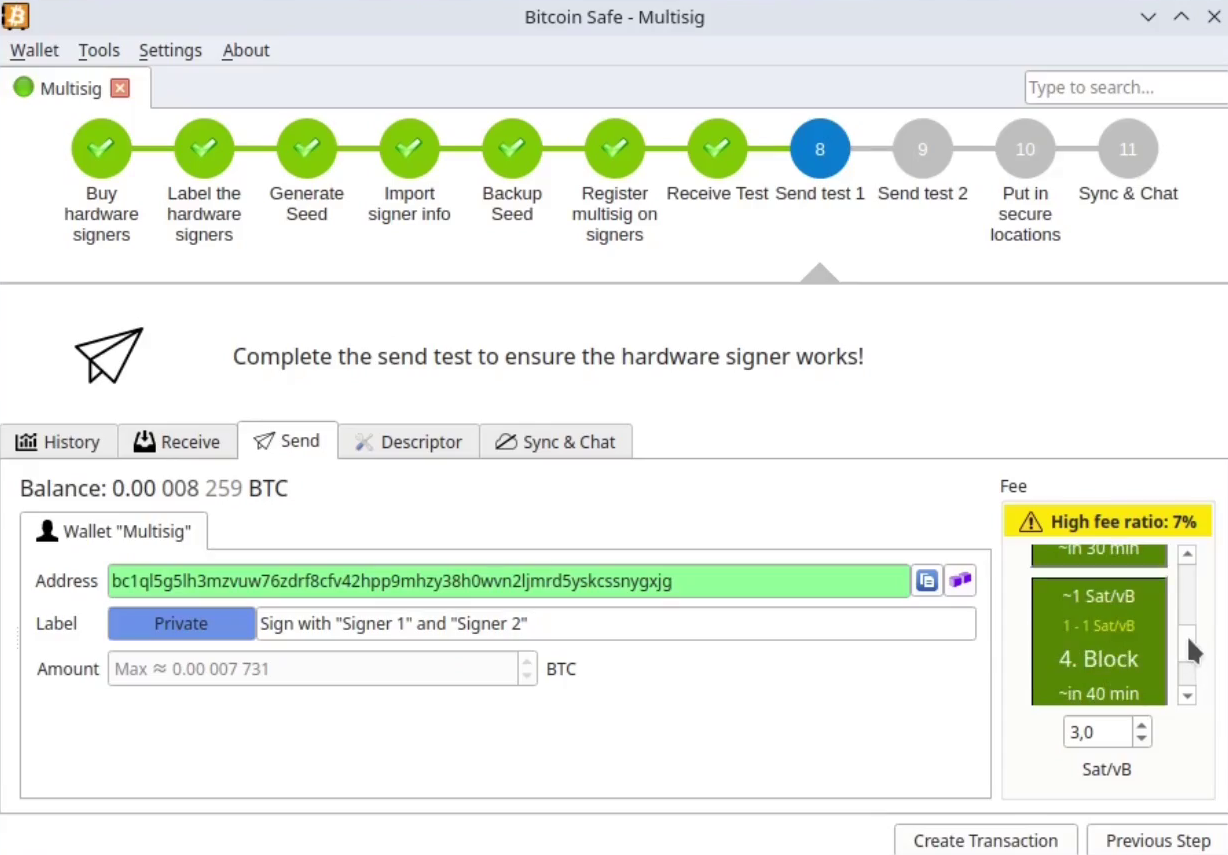 Bitcoin Safe - Multisig
Wallet Tools Settings About
Multisig
Type to search...
8 9 10 11
Buy hardware signers
Label the hardware signers
Generate Seed
Import signer info
Backup Seed
Register multisig on signers
Receive Test
Send test 1
Send test 2
Put in secure locations
Sync & Chat
Complete the send test to ensure the hardware signer works!
History Receive Send Descriptor Sync & Chat
Balance: 0.00 008 259 BTC
Wallet "Multisig"
Address bc1ql5g5lh3mzvuw76zdrf8cfv42hpp9mhzy38h0wvn2ljmrd5yskcssnygxjg
Label Private Sign with "Signer 1" and "Signer 2"
Amount Max ≈ 0.00 007 731 BTC
Fee
High fee ratio: 7%
~in 30 min
~1 Sat/vB
1 - 1 Sat/vB
4. Block
~in 40 min
3,0
Sat/vB
Create Transaction Previous Step